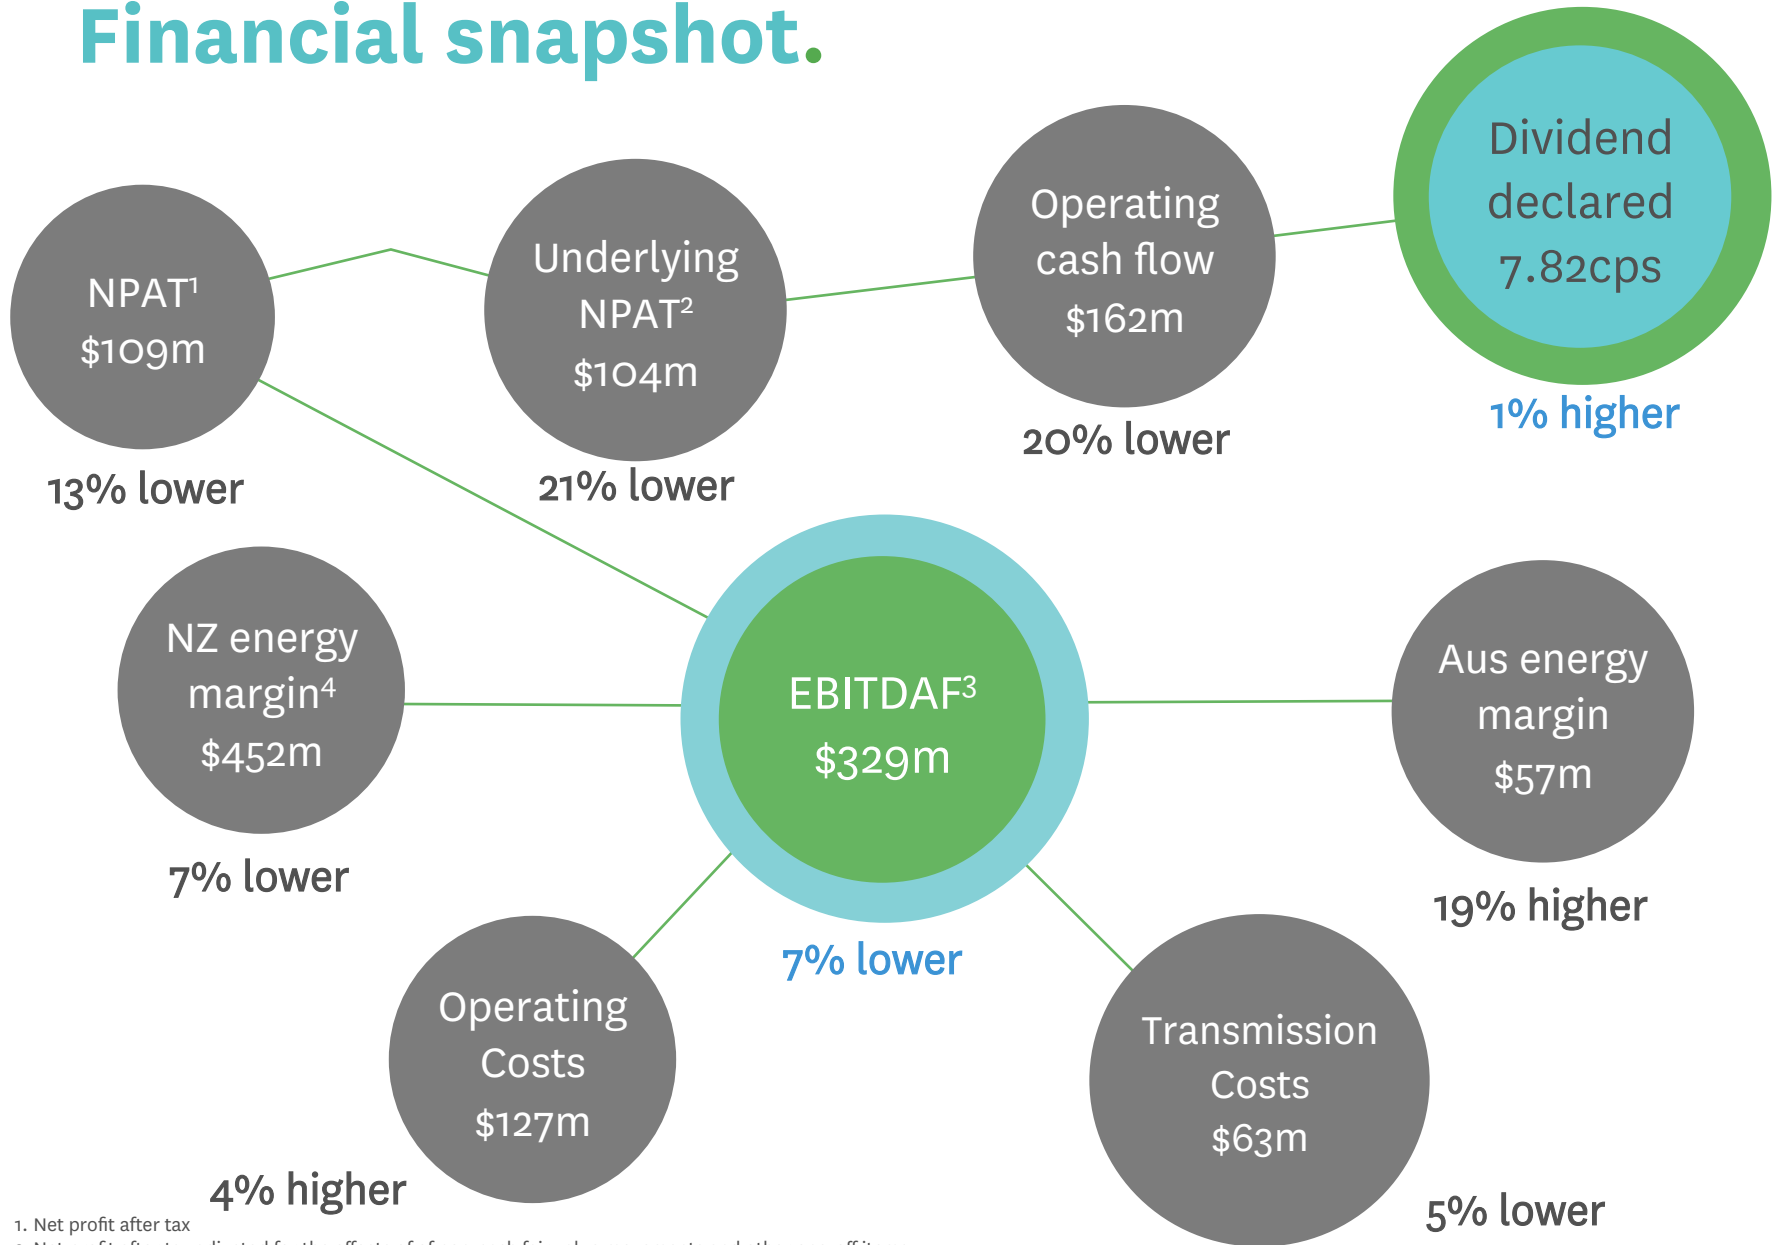 Financial snapshot.
NPAT¹
$109m
13% lower
Underlying
NPAT²
$104m
21% lower
Operating
cash flow
$162m
20% lower
Dividend
declared
7.82cps
1% higher
NZ energy
margin⁴
$452m
7% lower
EBITDAF³
$329m
7% lower
Aus energy
margin
$57m
19% higher
Operating
Costs
$127m
4% higher
Transmission
Costs
$63m
5% lower
1. Net profit after tax